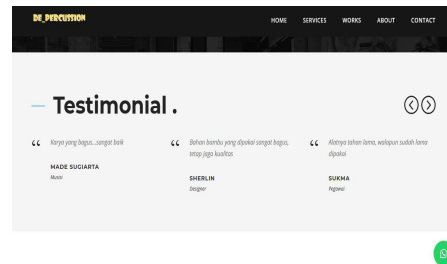 DE_PERCUSSION
HOME SERVICES WORKS ABOUT CONTACT
Testimonial .
Karya yang bagus...sangat baik
MADE SUGIARTA
Musisi
Bahan bambu yang dipakai sangat bagus,
tetap jaga kualitas
SHERLIN
Designer
Alatnya tahan lama, walapun sudah lama
dipakai
SUKMA
Pegawai